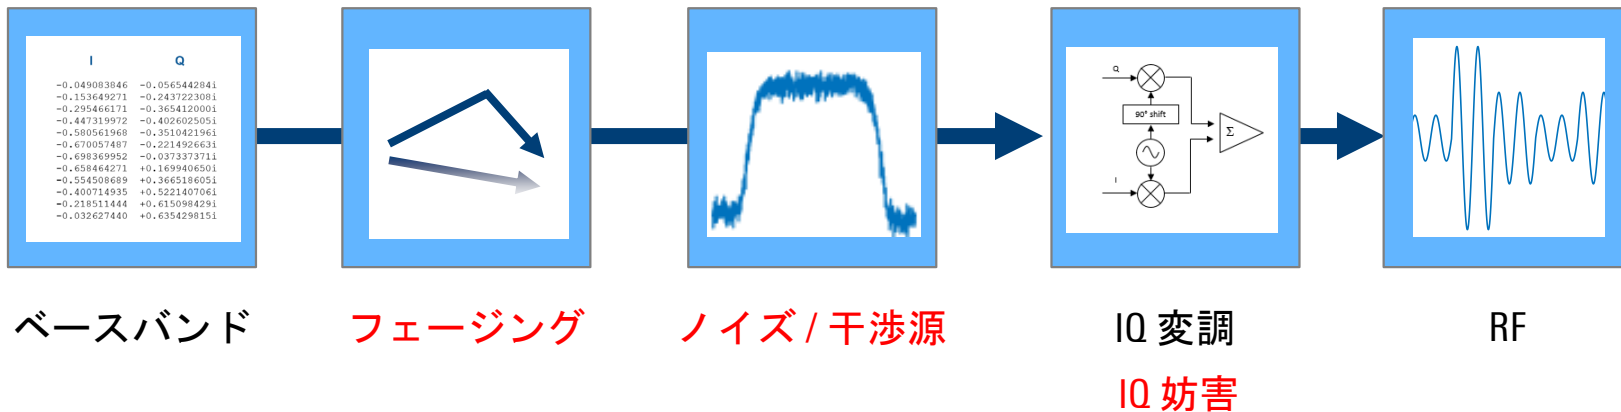 I Q
-0.049083846 -0.056544284i
-0.153649271 -0.243722308i
-0.295466171 -0.365412000i
-0.447319972 -0.402602505i
-0.580561968 -0.351042196i
-0.670057487 -0.221492663i
-0.698369952 -0.037337371i
-0.658464271 +0.169940650i
-0.554508689 +0.366518605i
-0.400714935 +0.522140706i
-0.218511444 +0.615098429i
-0.032627440 +0.635429815i
Q
90° shift
Σ
I
ベースバンド
フェージング
ノイズ / 干渉源
IQ 変調
IQ 妨害
RF